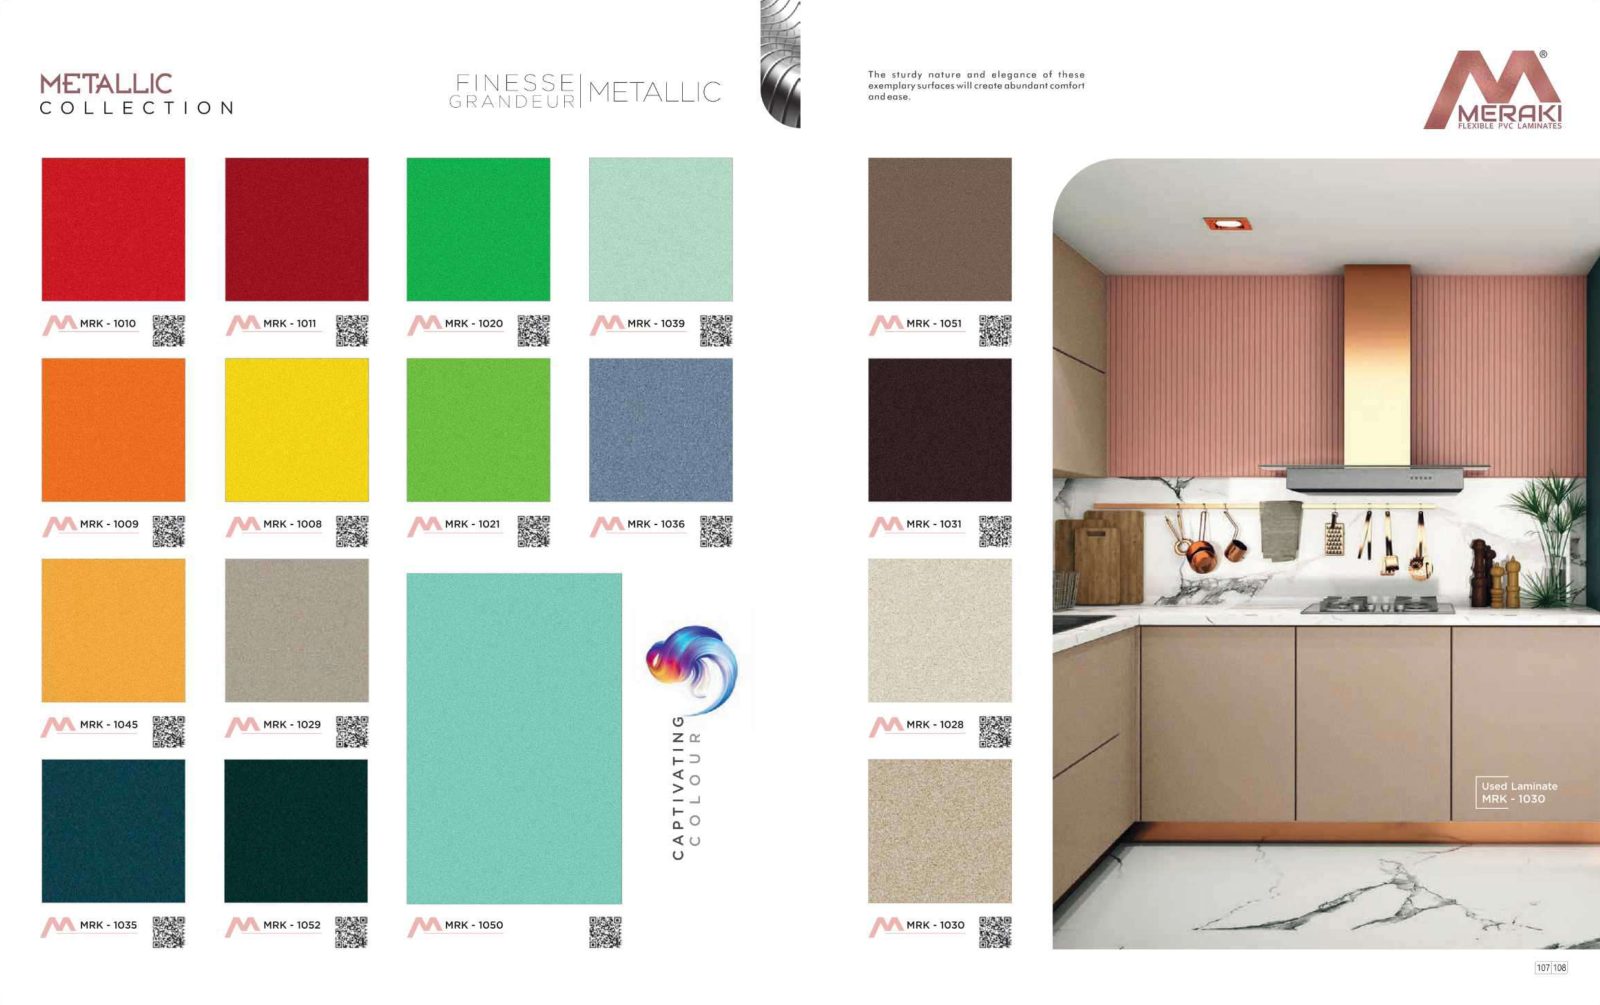 METALLIC
COLLECTION
FINESSE
GRANDEUR
METALLIC
MRK - 1010
MRK - 1011
MRK - 1020
MRK - 1039
MRK - 1009
MRK - 1008
MRK - 1021
MRK - 1036
MRK - 1045
MRK - 1029
CAPTIVATING
COLOUR
MRK - 1035
MRK - 1052
MRK - 1050
The sturdy nature and elegance of these
exemplary surfaces will create abundant comfort
and ease.
®
MERAKI
FLEXIBLE PVC LAMINATES
MRK - 1051
MRK - 1031
MRK - 1028
MRK - 1030
Used Laminate
MRK - 1030
107 108